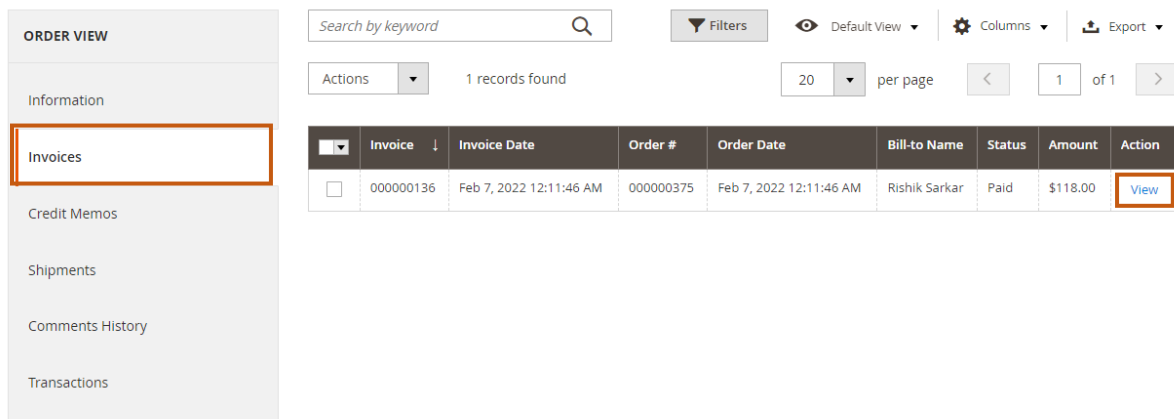 ORDER VIEW
Information
Invoices
Credit Memos
Shipments
Comments History
Transactions
Search by keyword Filters Default View Columns Export
Actions 1 records found 20 per page 1 of 1
Invoice ↓ Invoice Date Order # Order Date Bill-to Name Status Amount Action
000000136 Feb 7, 2022 12:11:46 AM 000000375 Feb 7, 2022 12:11:46 AM Rishik Sarkar Paid $118.00 View